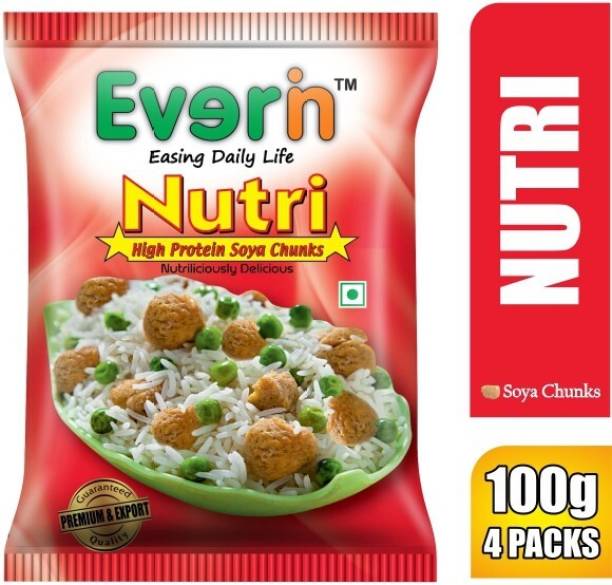 Everin™
Easing Daily Life
Nutri
High Protein Soya Chunks
Nutriliciously Delicious
Guaranteed
PREMIUM & EXPORT
Quality
NUTRI
Soya Chunks
100g
4 PACKS